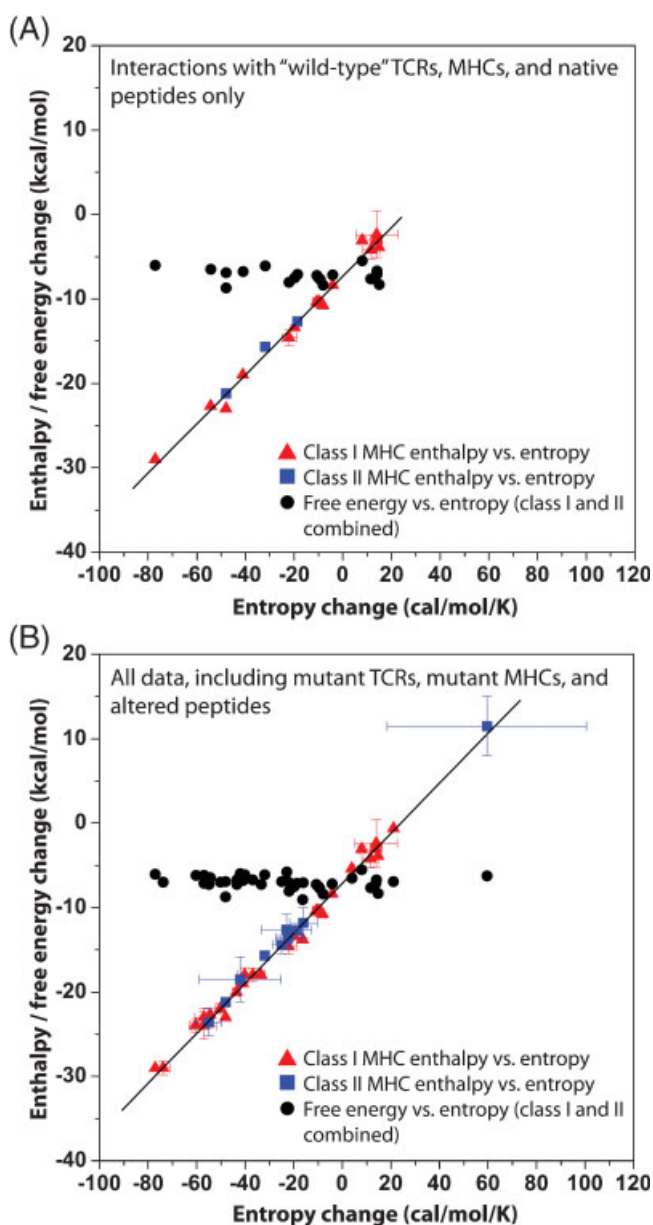 (A)
20
Interactions with “wild-type” TCRs, MHCs, and native
peptides only
10
0
-10
-20
-30
-40
Enthalpy / free energy change (kcal/mol)
Class I MHC enthalpy vs. entropy
Class II MHC enthalpy vs. entropy
Free energy vs. entropy (class I and II
combined)
-100 -80 -60 -40 -20 0 20 40 60 80 100 120
Entropy change (cal/mol/K)
(B)
20
All data, including mutant TCRs, mutant MHCs, and
altered peptides
10
0
-10
-20
-30
-40
Enthalpy / free energy change (kcal/mol)
Class I MHC enthalpy vs. entropy
Class II MHC enthalpy vs. entropy
Free energy vs. entropy (class I and II
combined)
-100 -80 -60 -40 -20 0 20 40 60 80 100 120
Entropy change (cal/mol/K)